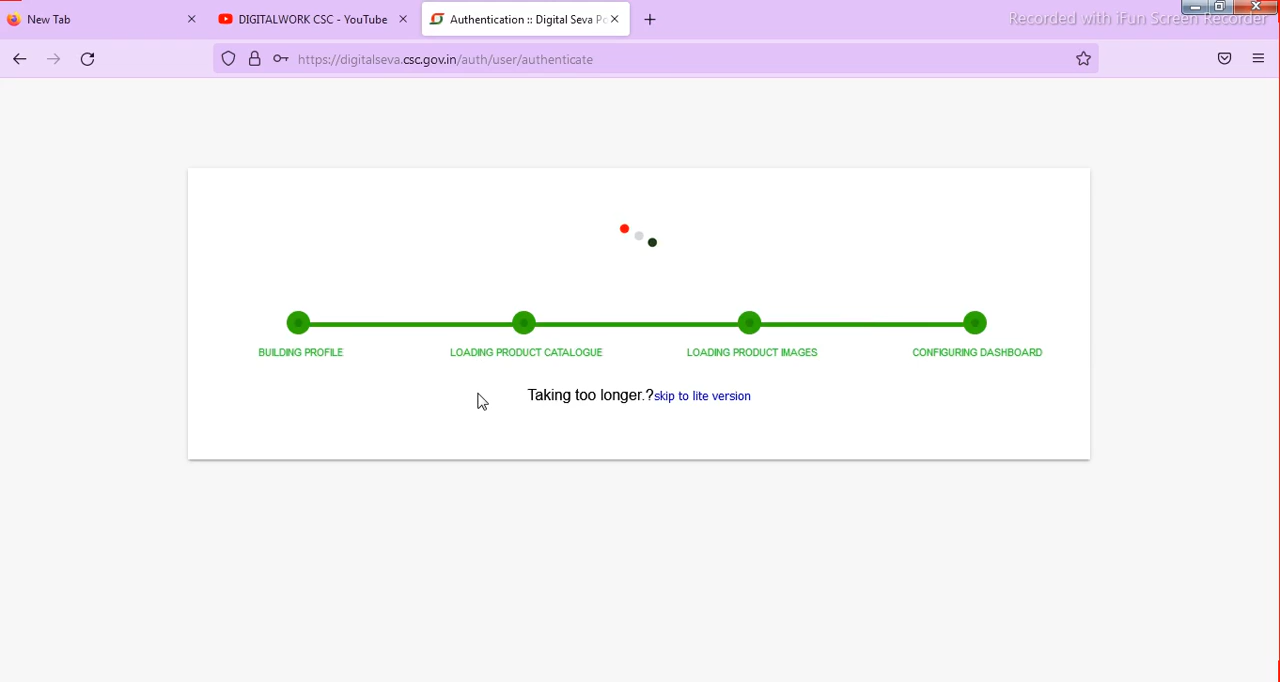 New Tab
DIGITALWORK CSC - YouTube
Authentication :: Digital Seva Po
Recorded with iFun Screen Recorder
https://digitalseva.csc.gov.in/auth/user/authenticate
BUILDING PROFILE
LOADING PRODUCT CATALOGUE
LOADING PRODUCT IMAGES
CONFIGURING DASHBOARD
Taking too longer.?skip to lite version